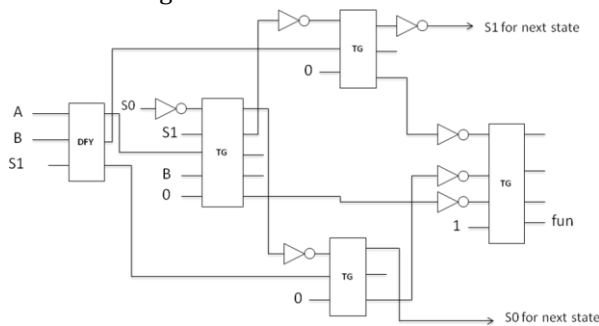 S1 for next state
TG
0
A
S0
DFY
B
S1
TG
S1
B
0
TG
1
fun
TG
0
S0 for next state